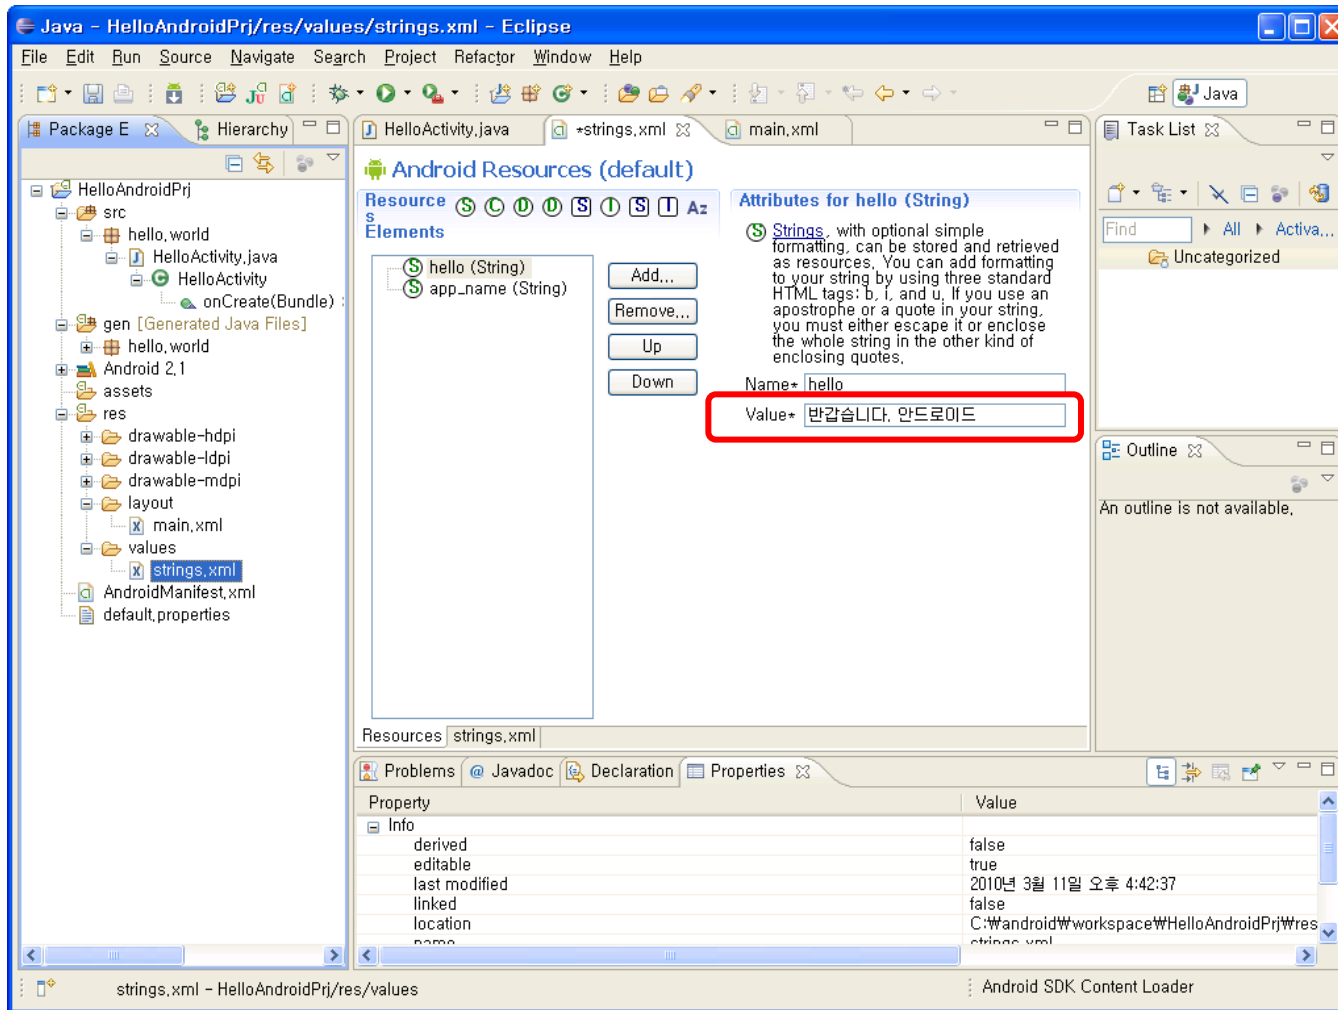 Java - HelloAndroidPrj/res/values/strings.xml - Eclipse
File Edit Run Source Navigate Search Project Refactor Window Help
Java
Package E
Hierarchy
HelloAndroidPrj
src
hello.world
HelloActivity.java
HelloActivity
onCreate(Bundle) :
gen [Generated Java Files]
hello.world
Android 2.1
assets
res
drawable-hdpi
drawable-ldpi
drawable-mdpi
layout
main.xml
values
strings.xml
AndroidManifest.xml
default.properties
HelloActivity.java
*strings.xml
main.xml
Android Resources (default)
Resource
s
Elements
S C D D S I S I Az
hello (String)
app_name (String)
Add...
Remove...
Up
Down
Attributes for hello (String)
Strings, with optional simple
formatting, can be stored and retrieved
as resources. You can add formatting
to your string by using three standard
HTML tags: b, i, and u. If you use an
apostrophe or a quote in your string,
you must either escape it or enclose
the whole string in the other kind of
enclosing quotes.
Name* hello
Value* 반갑습니다. 안드로이드
Resources strings.xml
Task List
Find All Activa...
Uncategorized
Outline
An outline is not available.
Problems @ Javadoc Declaration Properties
Property Value
Info
derived false
editable true
last modified 2010년 3월 11일 오후 4:42:37
linked false
location C:₩android₩workspace₩HelloAndroidPrj₩res
name strings.xml
strings.xml - HelloAndroidPrj/res/values
Android SDK Content Loader